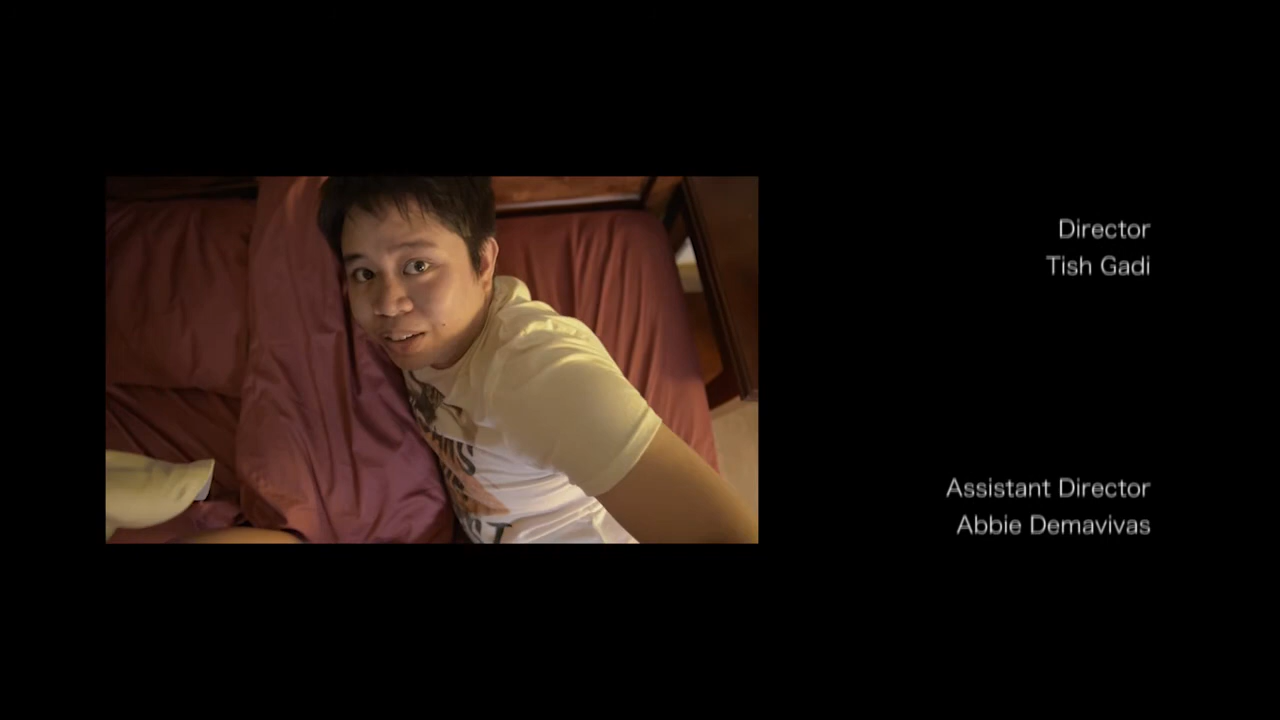 Director
Tish Gadi
Assistant Director
Abbie Demavivas